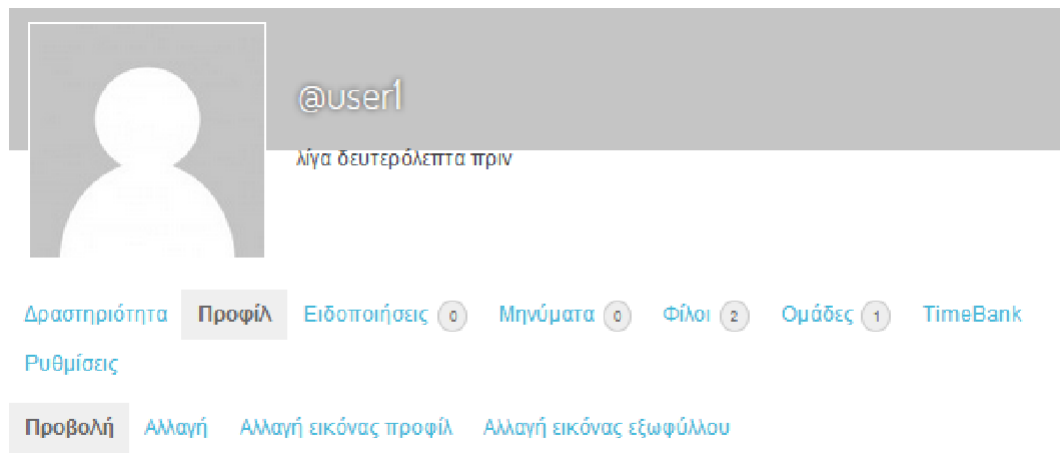 @user1
λίγα δευτερόλεπτα πριν
Δραστηριότητα Προφίλ Ειδοποιήσεις 0 Μηνύματα 0 Φίλοι 2 Ομάδες 1 TimeBank
Ρυθμίσεις
Προβολή Αλλαγή Αλλαγή εικόνας προφίλ Αλλαγή εικόνας εξωφύλλου